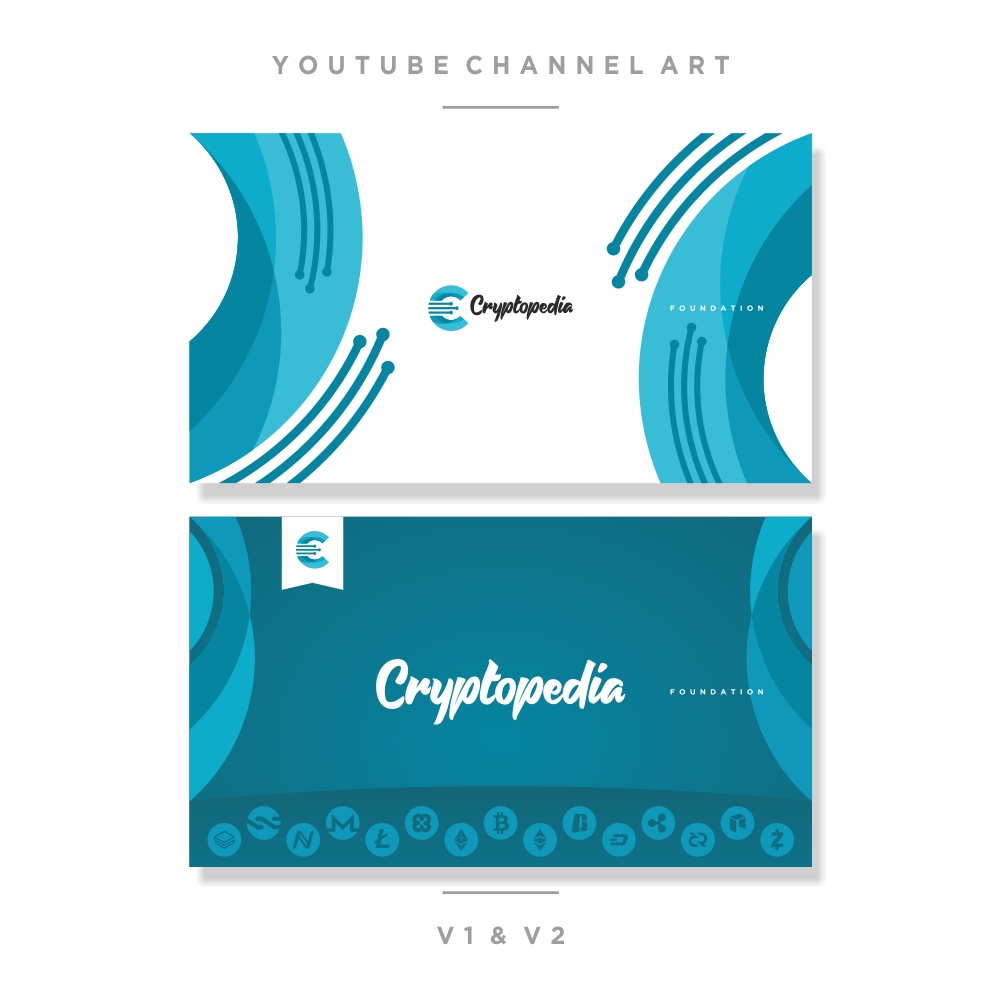 YOUTUBE CHANNEL ART
Cryptopedia
FOUNDATION
Cryptopedia
FOUNDATION
V1 & V2